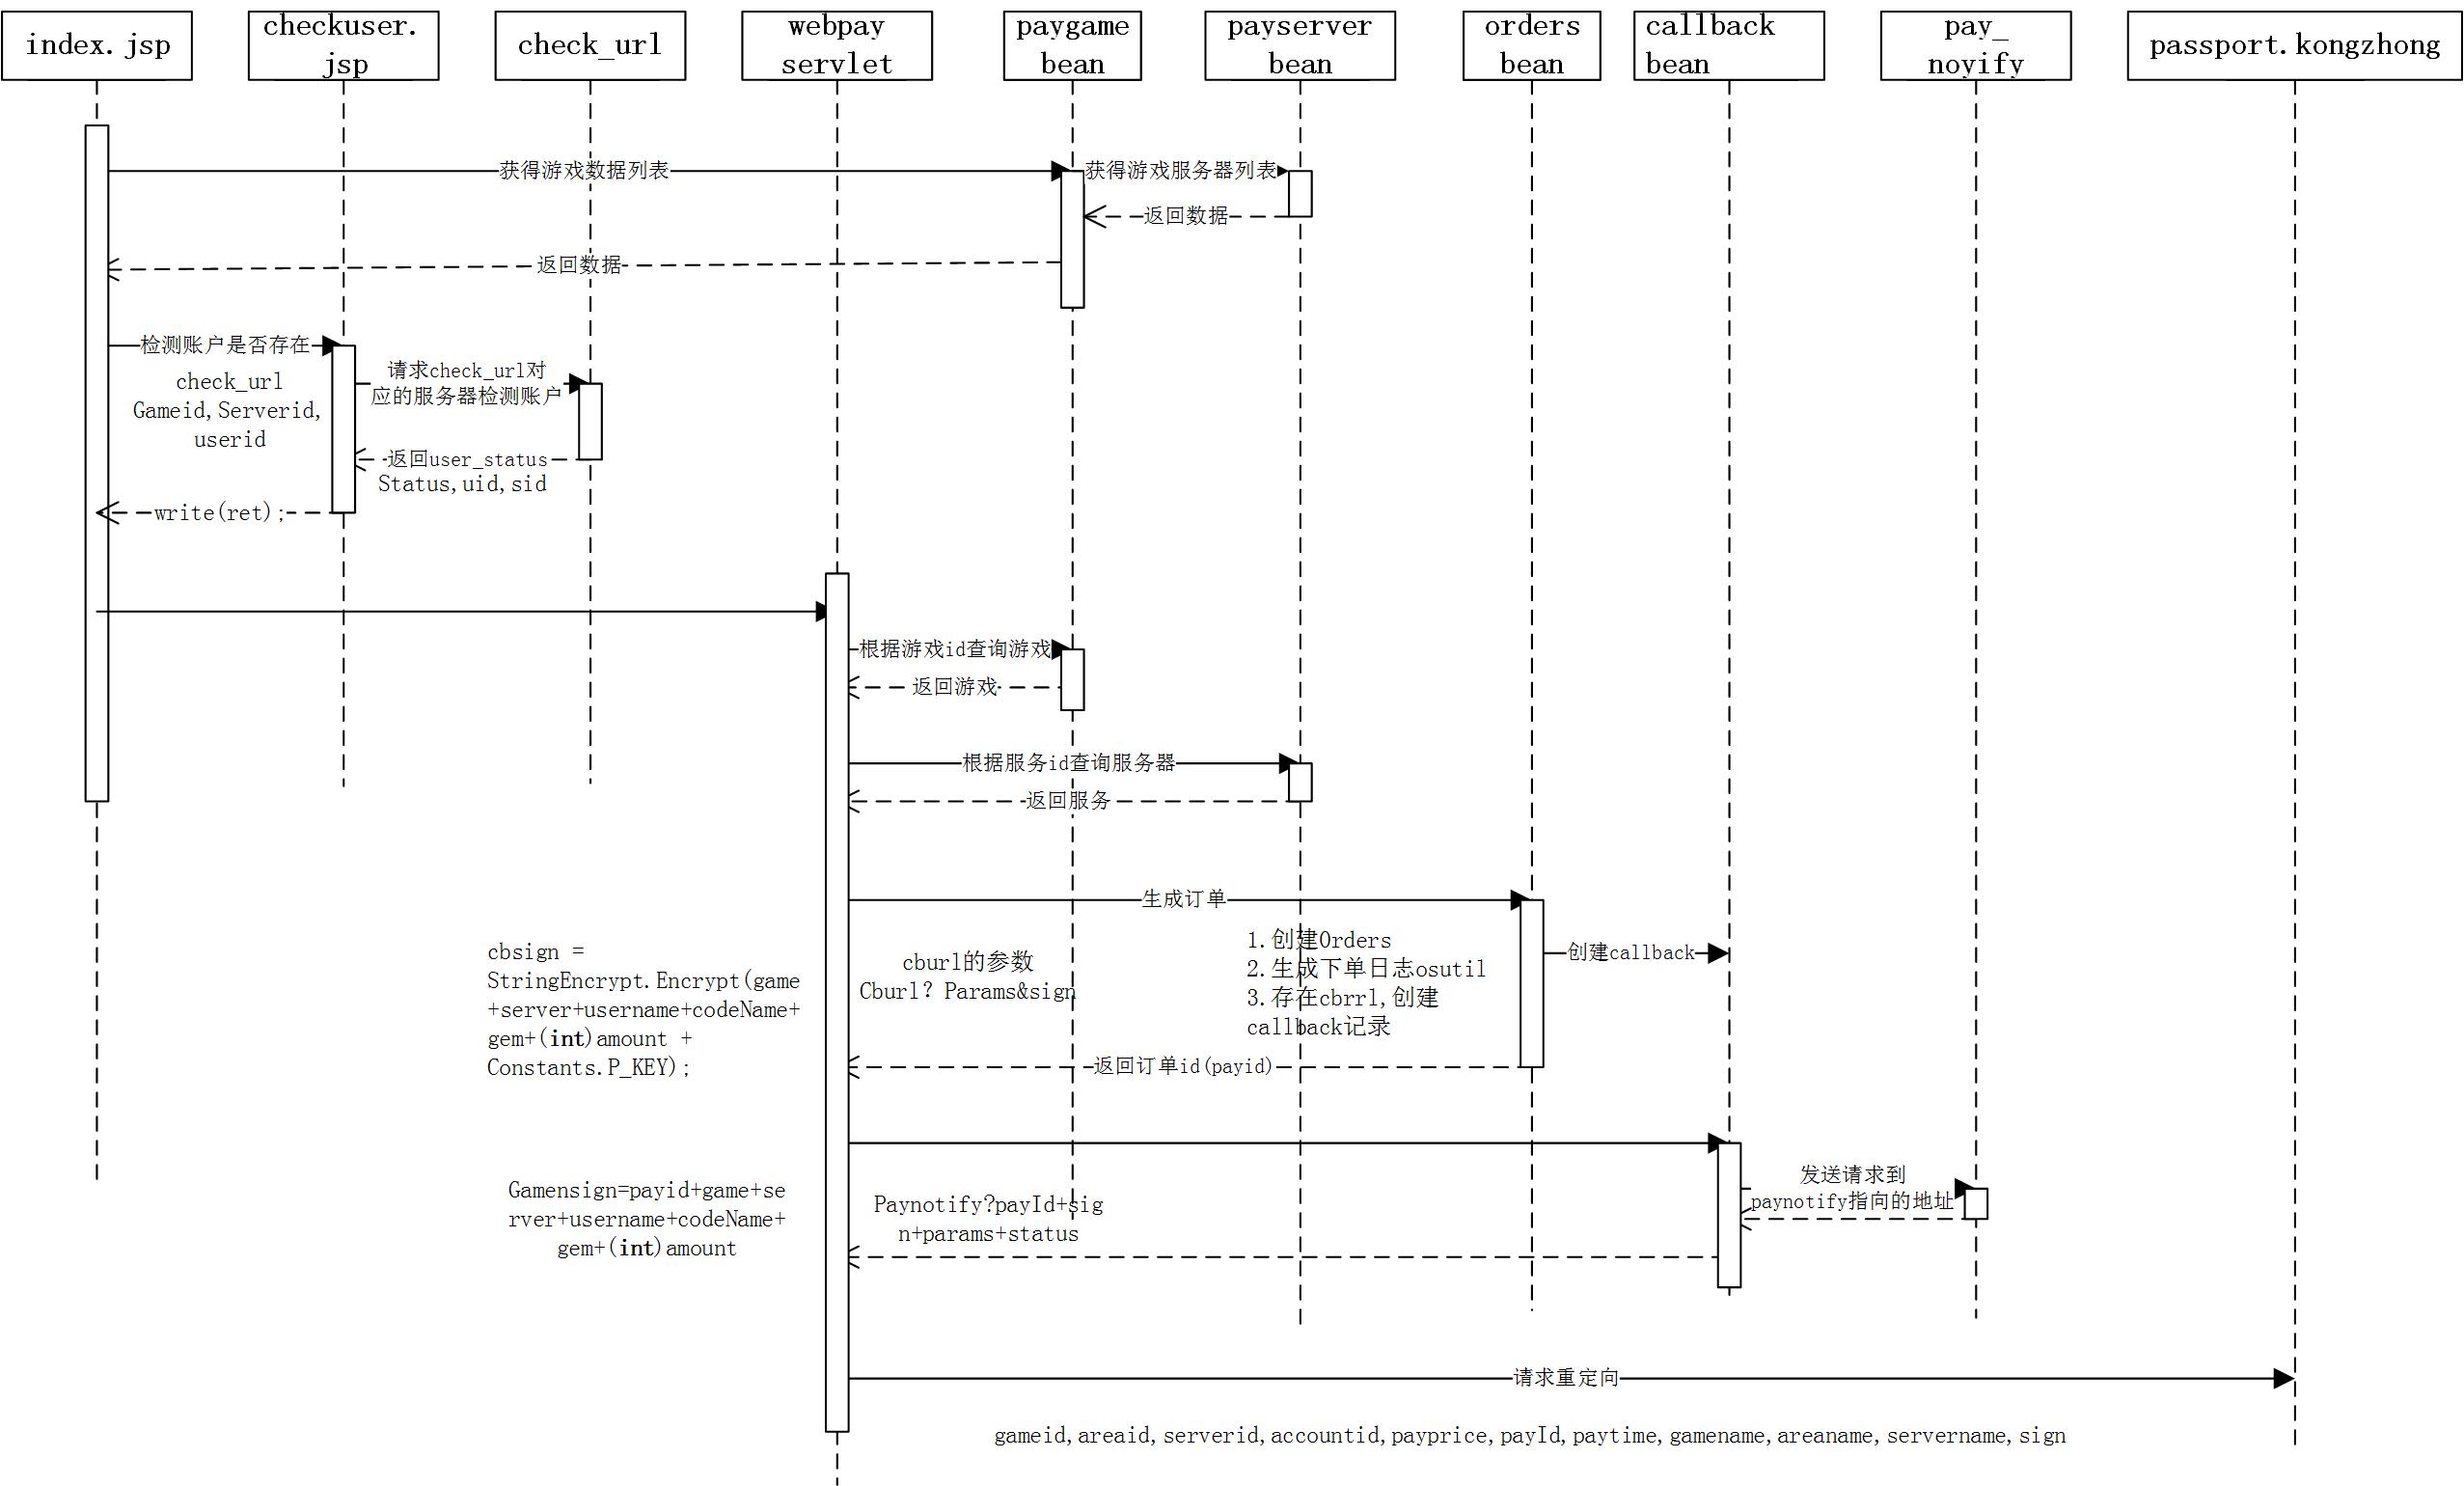 index.jsp
checkuser.
jsp
check_url
webpay
servlet
paygame
bean
payserver
bean
orders
bean
callback
bean
pay_
noyify
passport.kongzhong
获得游戏数据列表
获得游戏服务器列表
返回数据
返回数据
检测账户是否存在
check_url
Gameid,Serverid,
userid
请求check_url对
应的服务器检测账户
返回user_status
Status,uid,sid
write(ret);
根据游戏id查询游戏
返回游戏
根据服务id查询服务器
返回服务
生成订单
cbsign =
StringEncrypt.Encrypt(game
+server+username+codeName+
gem+(int)amount +
Constants.P_KEY);
cburl的参数
Cburl？Params&sign
1.创建Orders
2.生成下单日志osutil
3.存在cbrrl,创建
callback记录
创建callback
返回订单id(payid)
Gamensign=payid+game+se
rver+username+codeName+
gem+(int)amount
Paynotify?payId+sig
n+params+status
发送请求到
paynotify指向的地址
请求重定向
gameid,areaid,serverid,accountid,payprice,payId,paytime,gamename,areaname,servername,sign